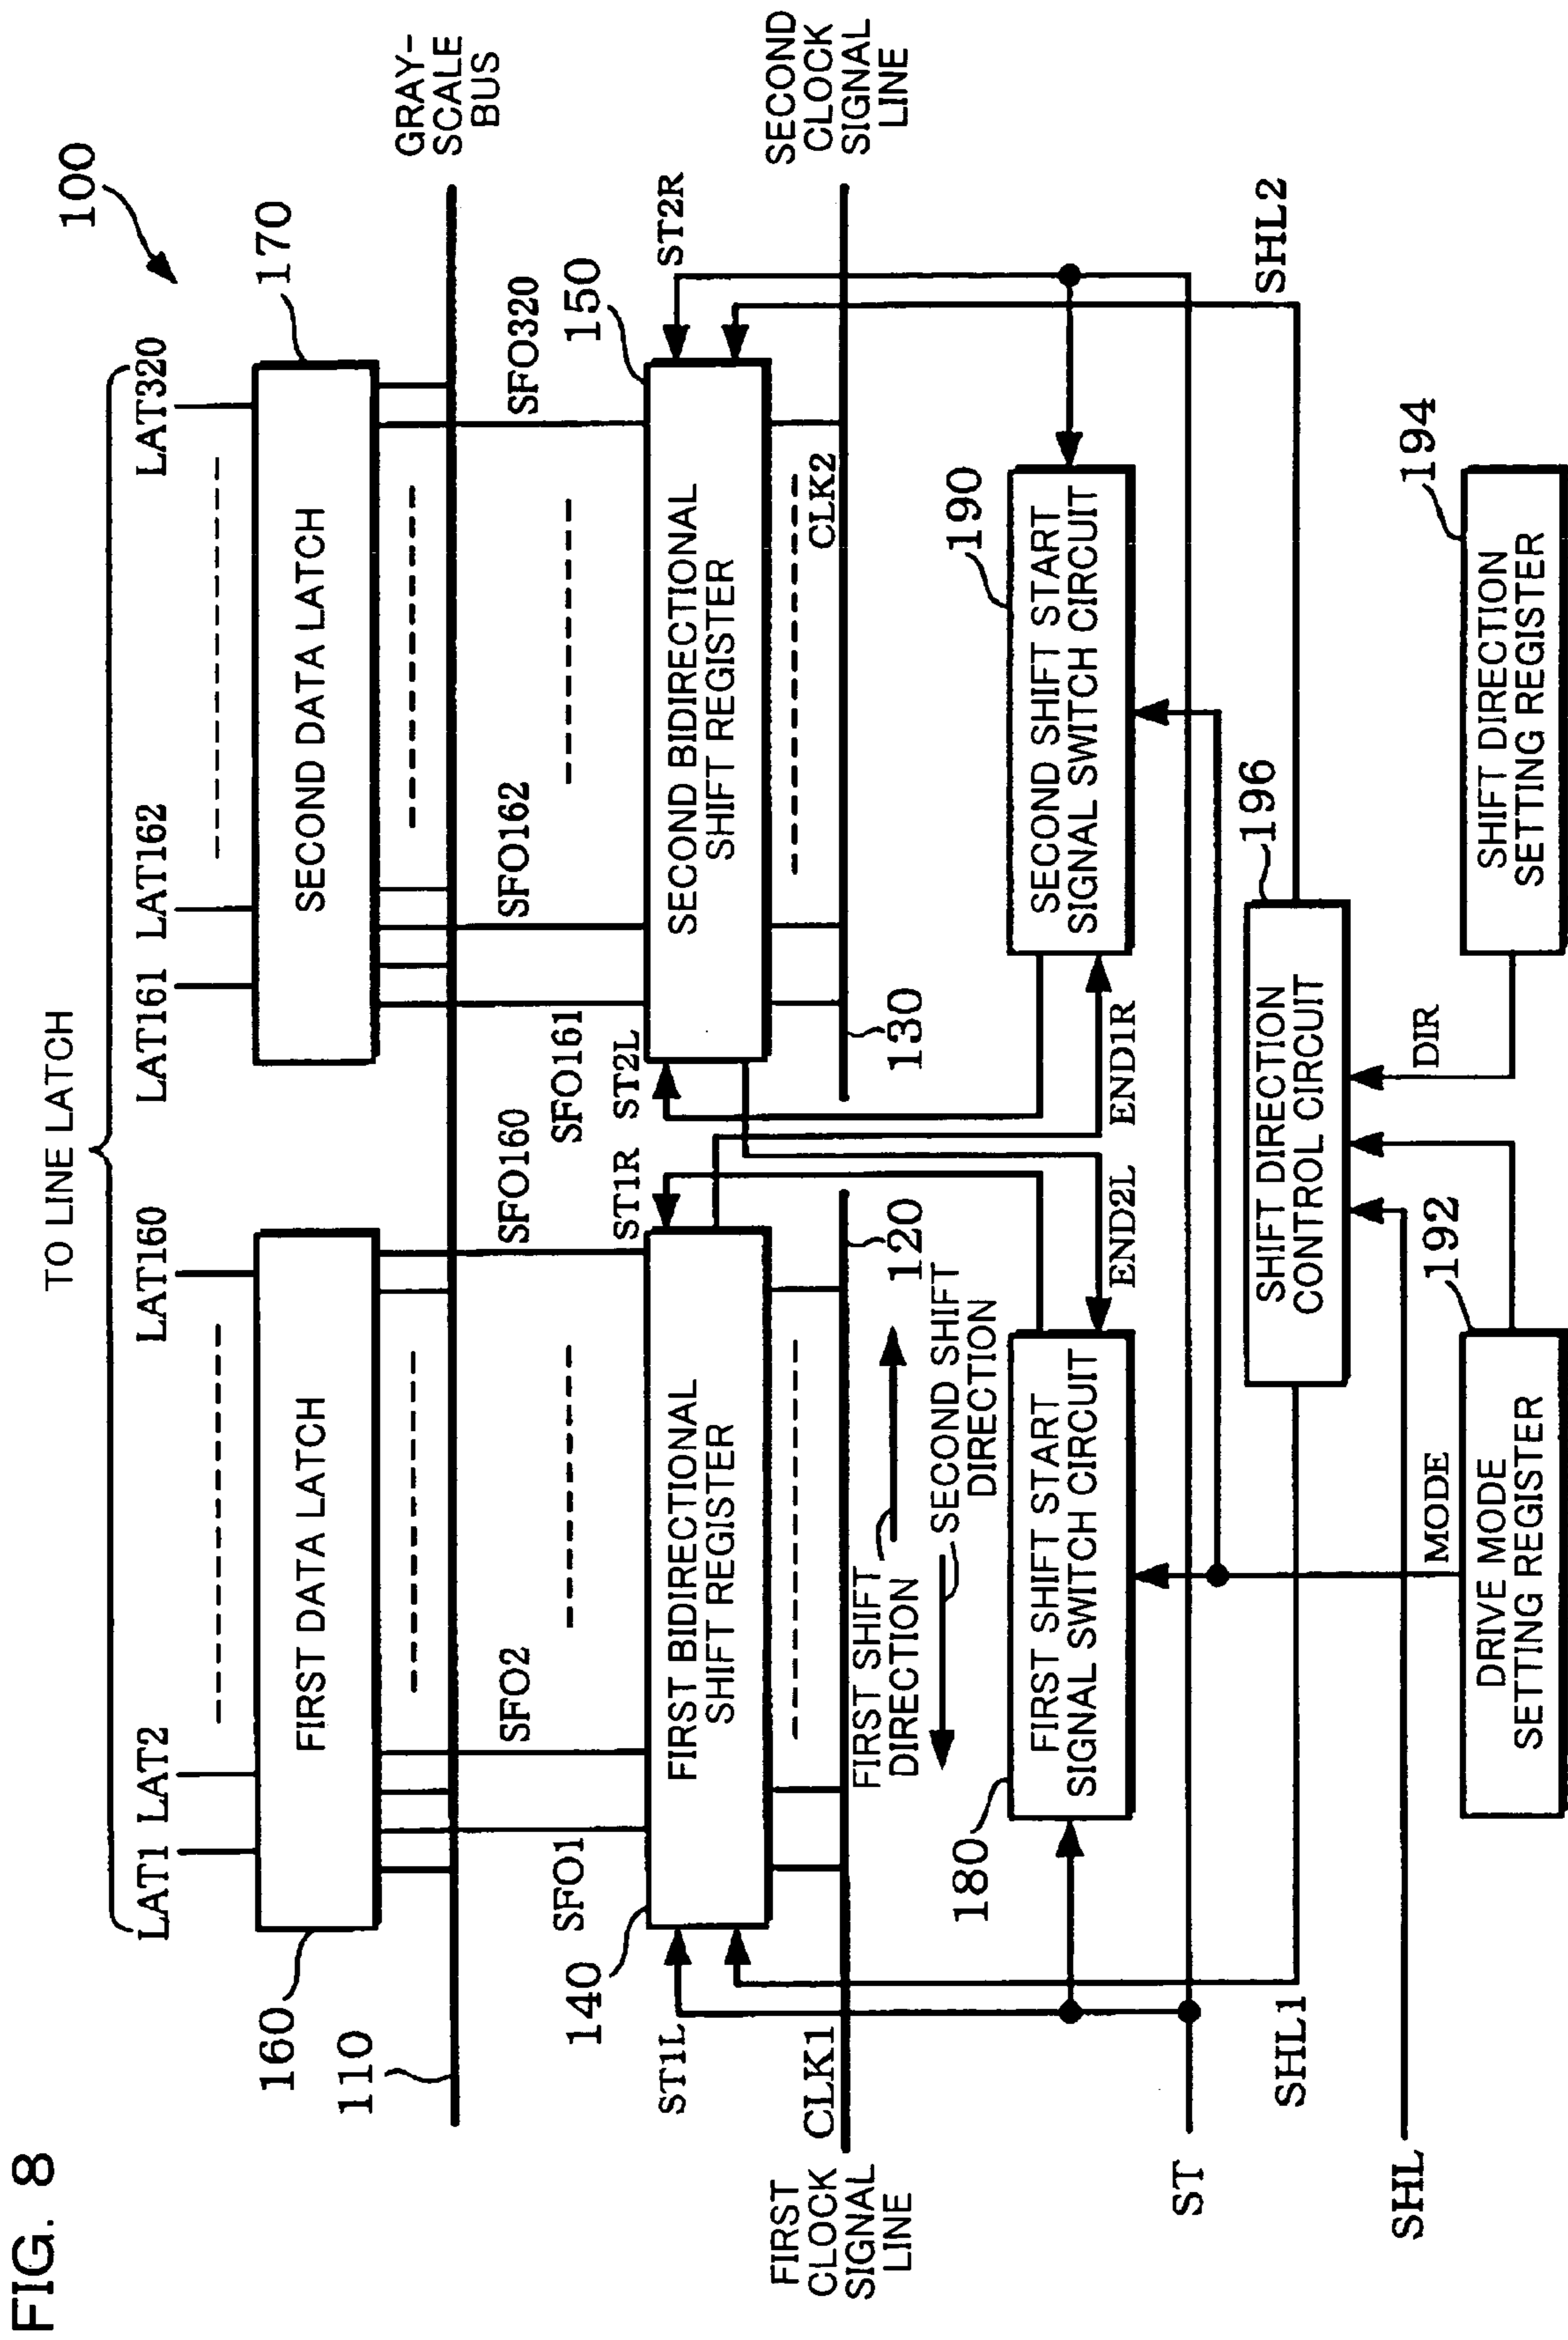 FIG. 8
100
TO LINE LATCH
LAT1
LAT2
LAT160
LAT161
LAT162
LAT320
160
FIRST DATA LATCH
SECOND DATA LATCH
170
110
GRAY-
SCALE
BUS
SFO1
SFO2
SFO160
SFO161
SFO162
SFO320
140
ST1L
FIRST BIDIRECTIONAL
SHIFT REGISTER
ST1R
ST2L
SECOND BIDIRECTIONAL
SHIFT REGISTER
150
ST2R
FIRST
CLOCK
SIGNAL
LINE
CLK1
120
130
CLK2
SECOND
CLOCK
SIGNAL
LINE
FIRST SHIFT
DIRECTION
SECOND SHIFT
DIRECTION
180
FIRST SHIFT START
SIGNAL SWITCH CIRCUIT
END2L
END1R
SECOND SHIFT START
SIGNAL SWITCH CIRCUIT
190
ST
SHL1
SHIFT DIRECTION
CONTROL CIRCUIT
196
SHL2
SHL
MODE
192
DIR
194
DRIVE MODE
SETTING REGISTER
SHIFT DIRECTION
SETTING REGISTER